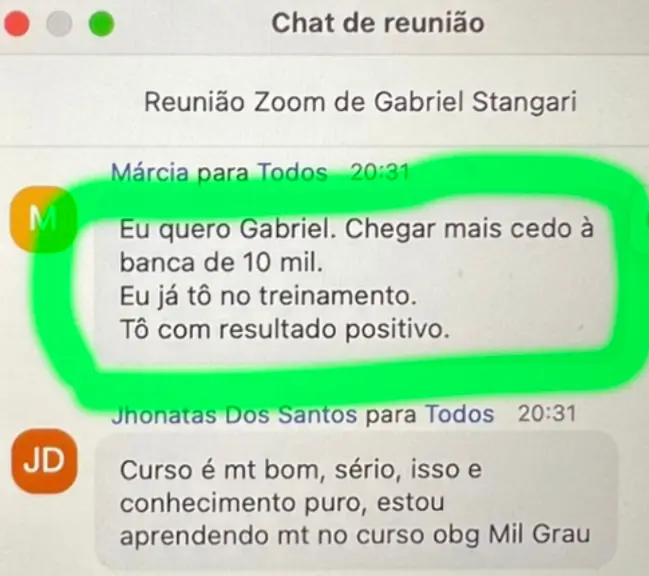 Chat de reunião
Reunião Zoom de Gabriel Stangari
Márcia para Todos 20:31
M
Eu quero Gabriel. Chegar mais cedo à
banca de 10 mil.
Eu já tô no treinamento.
Tô com resultado positivo.
Jhonatas Dos Santos para Todos 20:31
JD
Curso é mt bom, sério, isso e
conhecimento puro, estou
aprendendo mt no curso obg Mil Grau